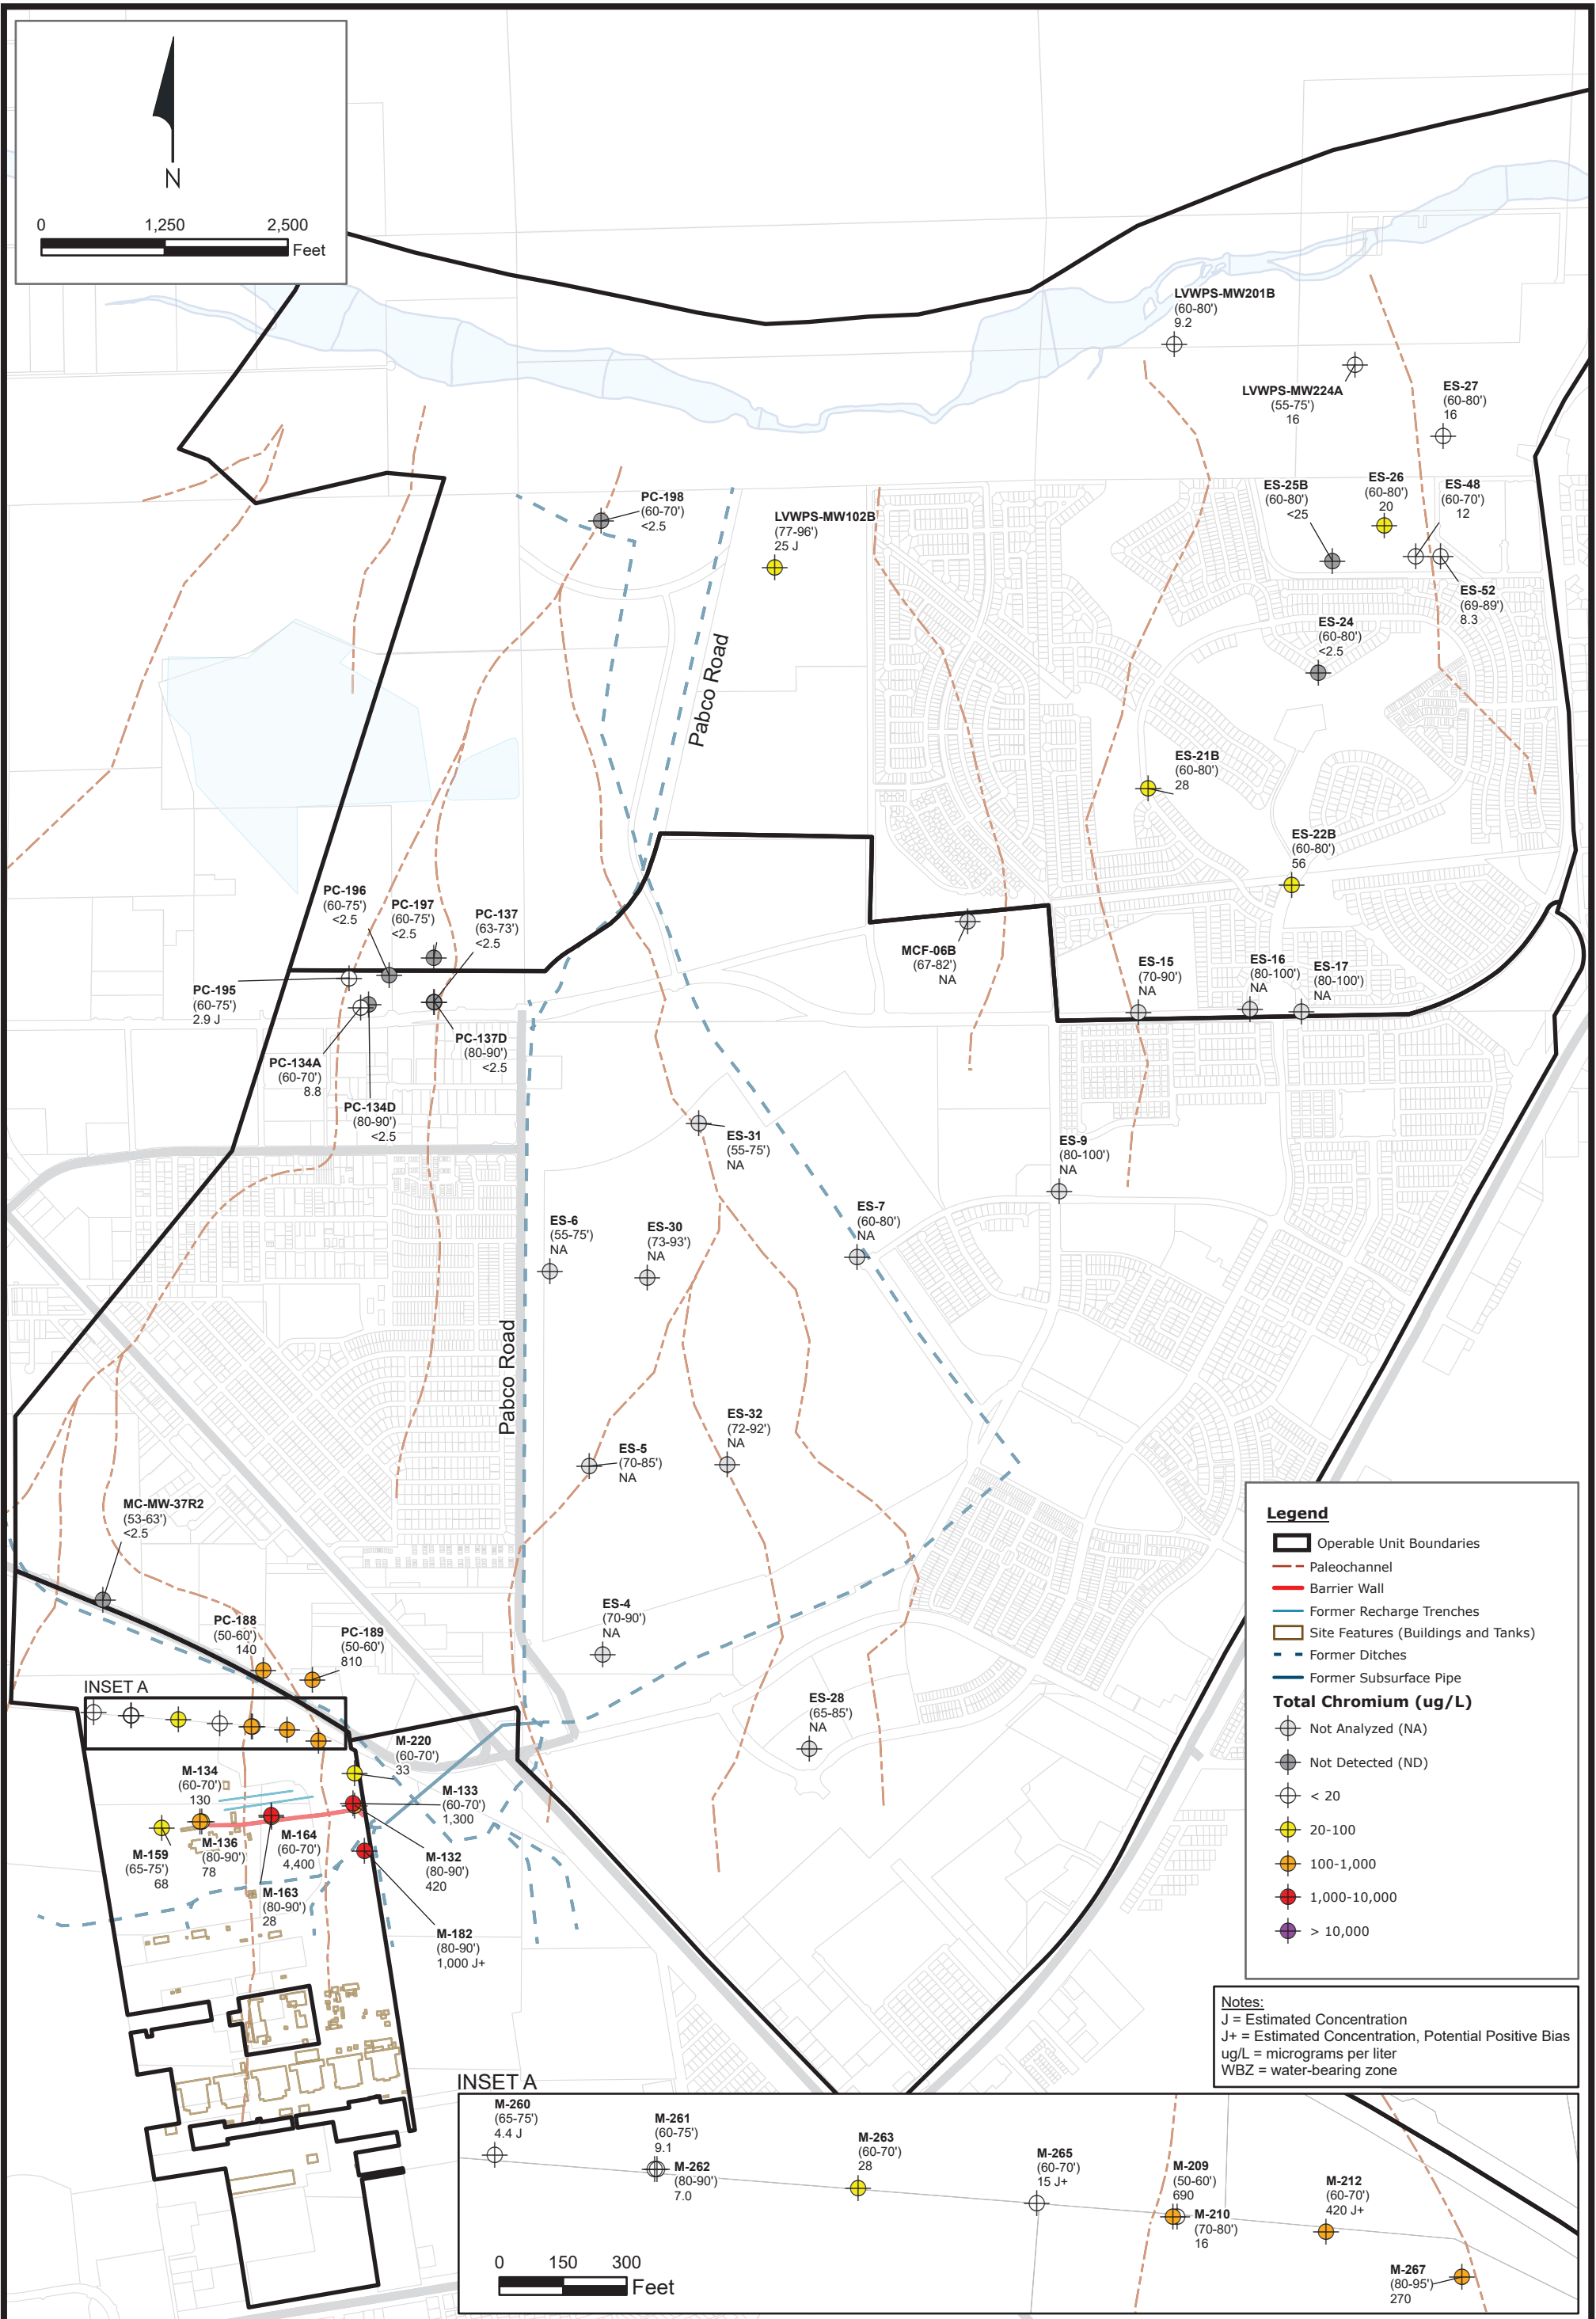 N
0 1,250 2,500
Feet
LVWPS-MW201B
(60-80')
9.2
LVWPS-MW224A
(55-75')
16
ES-27
(60-80')
16
ES-25B
(60-80')
<25
ES-26
(60-80')
20
ES-48
(60-70')
12
PC-198
(60-70')
<2.5
LVWPS-MW102B
(77-96')
25 J
ES-52
(69-89')
8.3
ES-24
(60-80')
<2.5
Pabco Road
ES-21B
(60-80')
28
ES-22B
(60-80')
56
PC-196
(60-75')
<2.5
PC-197
(60-75')
<2.5
PC-137
(63-73')
<2.5
MCF-06B
(67-82')
NA
ES-15
(70-90')
NA
ES-16
(80-100')
NA
ES-17
(80-100')
NA
PC-195
(60-75')
2.9 J
PC-137D
(80-90')
<2.5
PC-134A
(60-70')
8.8
PC-134D
(80-90')
<2.5
ES-31
(55-75')
NA
ES-9
(80-100')
NA
ES-6
(55-75')
NA
ES-30
(73-93')
NA
ES-7
(60-80')
NA
Pabco Road
ES-32
(72-92')
NA
ES-5
(70-85')
NA
MC-MW-37R2
(53-63')
<2.5
ES-4
(70-90')
NA
PC-188
(50-60')
140
PC-189
(50-60')
810
INSET A
ES-28
(65-85')
NA
M-220
(60-70')
33
M-134
(60-70')
130
M-133
(60-70')
1,300
M-159
(65-75')
68
M-136
(80-90')
78
M-164
(60-70')
4,400
M-132
(80-90')
420
M-163
(80-90')
28
M-182
(80-90')
1,000 J+
Legend
Operable Unit Boundaries
Paleochannel
Barrier Wall
Former Recharge Trenches
Site Features (Buildings and Tanks)
Former Ditches
Former Subsurface Pipe
Total Chromium (ug/L)
Not Analyzed (NA)
Not Detected (ND)
< 20
20-100
100-1,000
1,000-10,000
> 10,000
Notes:
J = Estimated Concentration
J+ = Estimated Concentration, Potential Positive Bias
ug/L = micrograms per liter
WBZ = water-bearing zone
INSET A
M-260
(65-75')
4.4 J
M-261
(60-75')
9.1
M-262
(80-90')
7.0
M-263
(60-70')
28
M-265
(60-70')
15 J+
M-209
(50-60')
690
M-210
(70-80')
16
M-212
(60-70')
420 J+
M-267
(80-95')
270
0 150 300
Feet